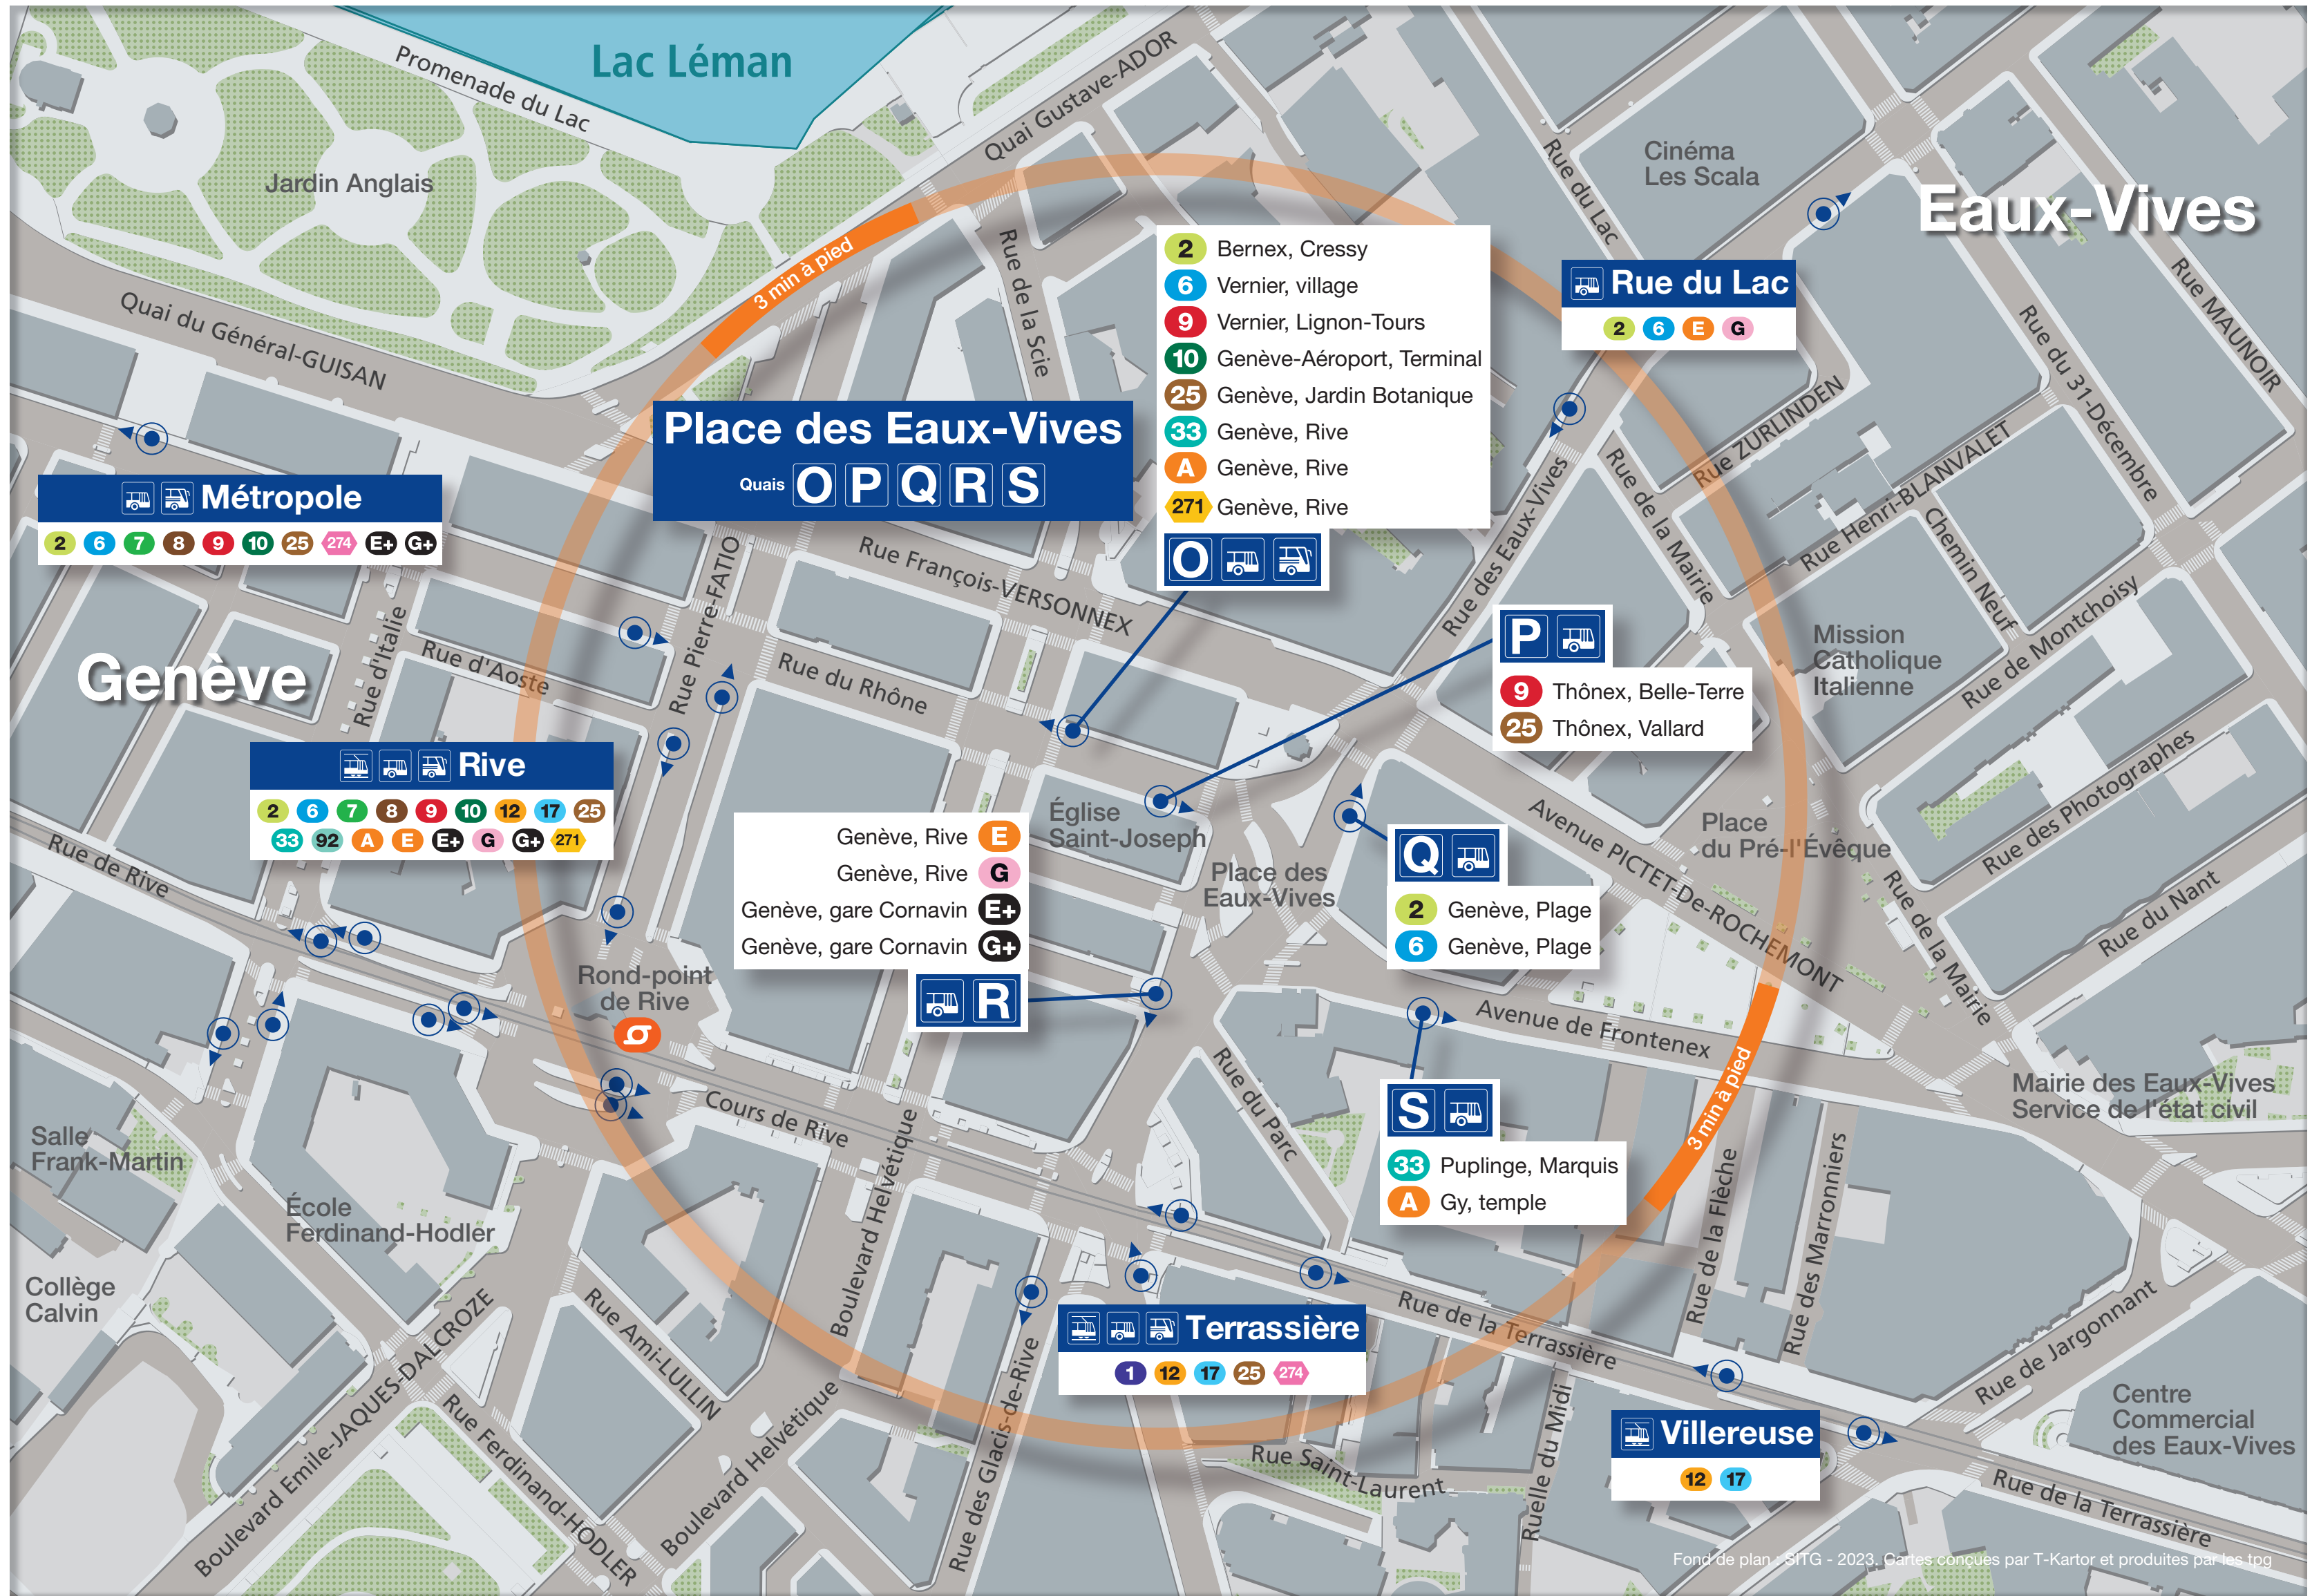 Lac Léman
Promenade du Lac
Quai Gustave-ADOR
Jardin Anglais
Rue du Lac
Cinéma
Les Scala
Eaux-Vives
3 min à pied
Rue de la Scie
Quai du Général-GUISAN
2 Bernex, Cressy
6 Vernier, village
9 Vernier, Lignon-Tours
10 Genève-Aéroport, Terminal
25 Genève, Jardin Botanique
33 Genève, Rive
A Genève, Rive
271 Genève, Rive
O
Rue du Lac
2 6 E G
Rue MAUNOIR
Rue du 31-Décembre
Rue ZURLINDEN
Rue Henri-BLANVALET
Chemin Neuf
Rue de la Mairie
Rue des Eaux-Vives
Rue de Montchoisy
Place des Eaux-Vives
Quais O P Q R S
Métropole
2 6 7 8 9 10 25 274 E+ G+
Genève
Rue d'Italie
Rue d'Aoste
Rue Pierre-FATIO
Rue François-VERSONNEX
Rue du Rhône
P
9 Thônex, Belle-Terre
25 Thônex, Vallard
Mission
Catholique
Italienne
Rive
2 6 7 8 9 10 12 17 25
33 92 A E E+ G G+ 271
Rue de Rive
Église
Saint-Joseph
Place des
Eaux-Vives
Genève, Rive E
Genève, Rive G
Genève, gare Cornavin E+
Genève, gare Cornavin G+
R
Q
2 Genève, Plage
6 Genève, Plage
Avenue PICTET-De-ROCHEMONT
Place
du Pré-l'Évêque
Rue des Photographes
Rue du Nant
Rue de la Mairie
Rond-point
de Rive
Avenue de Frontenex
S
33 Puplinge, Marquis
A Gy, temple
3 min à pied
Mairie des Eaux-Vives
Service de l'état civil
Rue du Parc
Cours de Rive
Salle
Frank-Martin
École
Ferdinand-Hodler
Collège
Calvin
Boulevard Helvétique
Rue de la Flèche
Rue des Marronniers
Rue Ami-LULLIN
Boulevard Emile-JAQUES-DALCROZE
Rue Ferdinand-HODLER
Boulevard Helvétique
Rue des Glacis-de-Rive
Terrassière
1 12 17 25 274
Rue de la Terrassière
Rue de Jargonnant
Centre
Commercial
des Eaux-Vives
Villereuse
12 17
Rue Saint-Laurent
Ruelle du Midi
Rue de la Terrassière
Fond de plan : SITG - 2023. Cartes conçues par T-Kartor et produites par les tpg